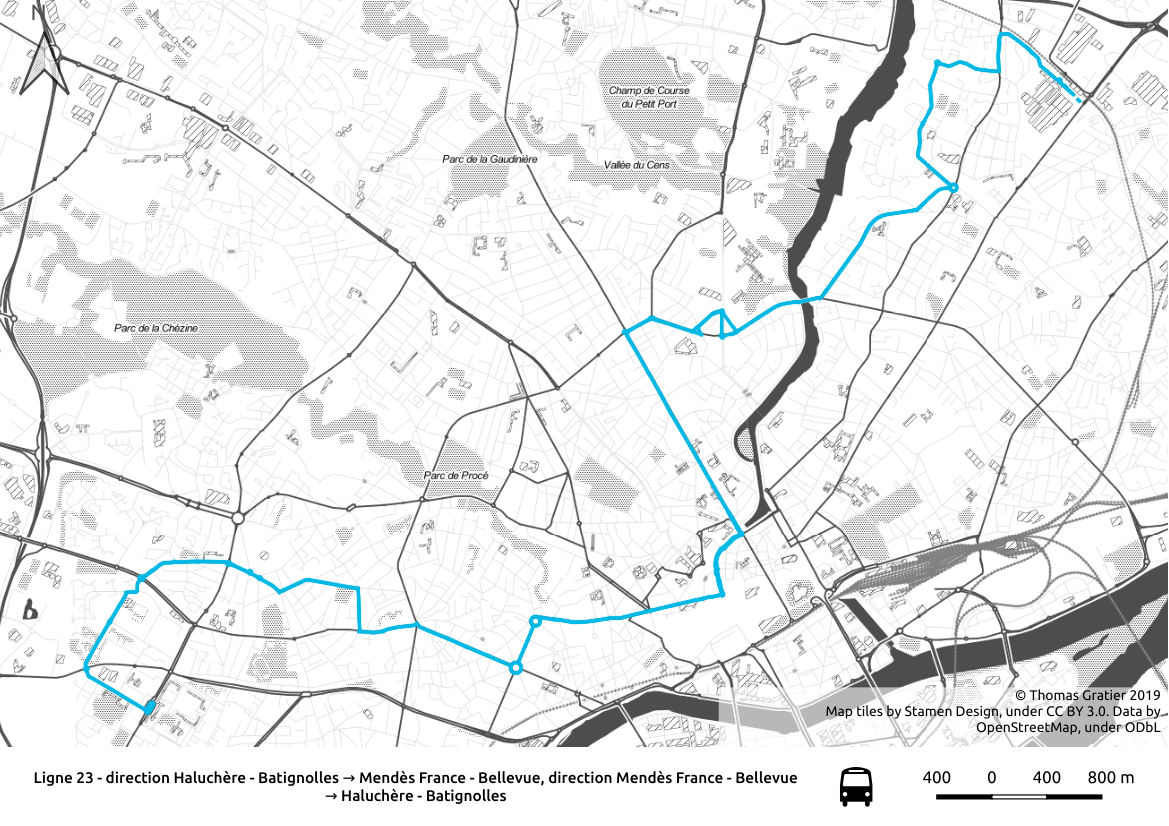 N
Champ de Course
du Petit Port
Parc de la Gaudinière
Vallée du Cens
Parc de la Chézine
Parc de Procé
© Thomas Gratier 2019
Map tiles by Stamen Design, under CC BY 3.0. Data by
OpenStreetMap, under ODbL
Ligne 23 - direction Haluchère - Batignolles → Mendès France - Bellevue, direction Mendès France - Bellevue
→ Haluchère - Batignolles
400 0 400 800 m